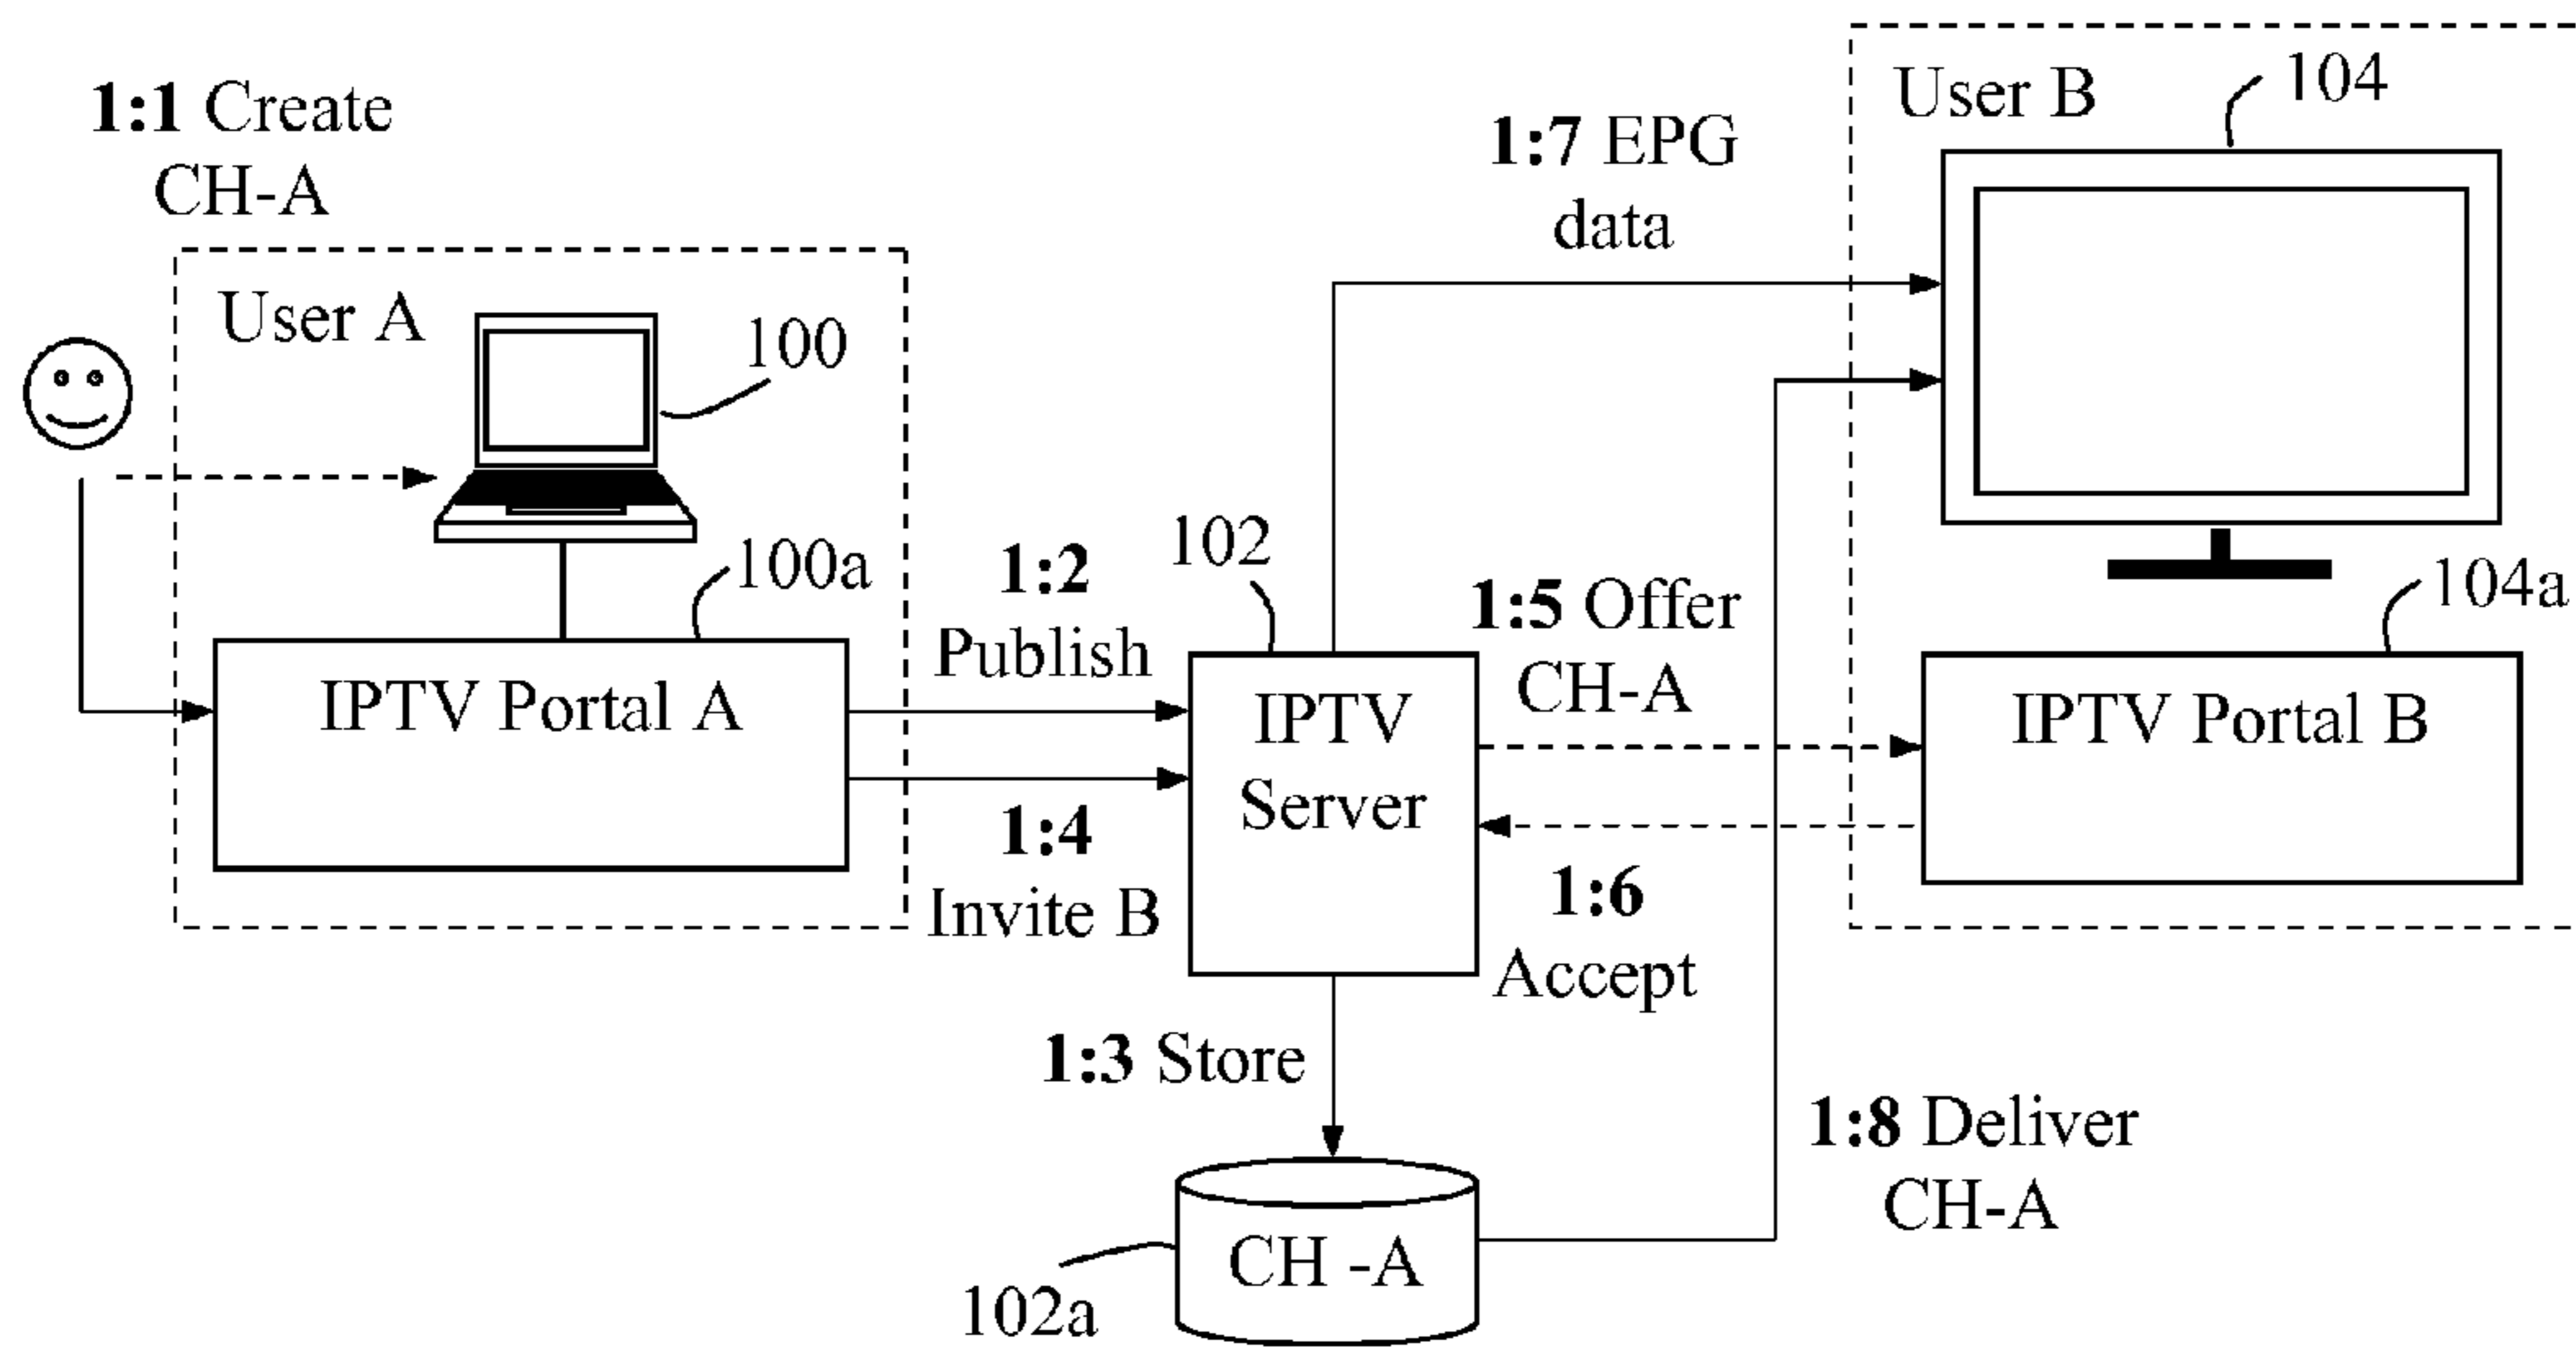 1:1 Create
CH-A
User A
100
100a
IPTV Portal A
1:2
Publish
1:4
Invite B
102
IPTV
Server
1:3 Store
CH -A
102a
1:7 EPG
data
1:5 Offer
CH-A
1:6
Accept
1:8 Deliver
CH-A
User B
104
104a
IPTV Portal B